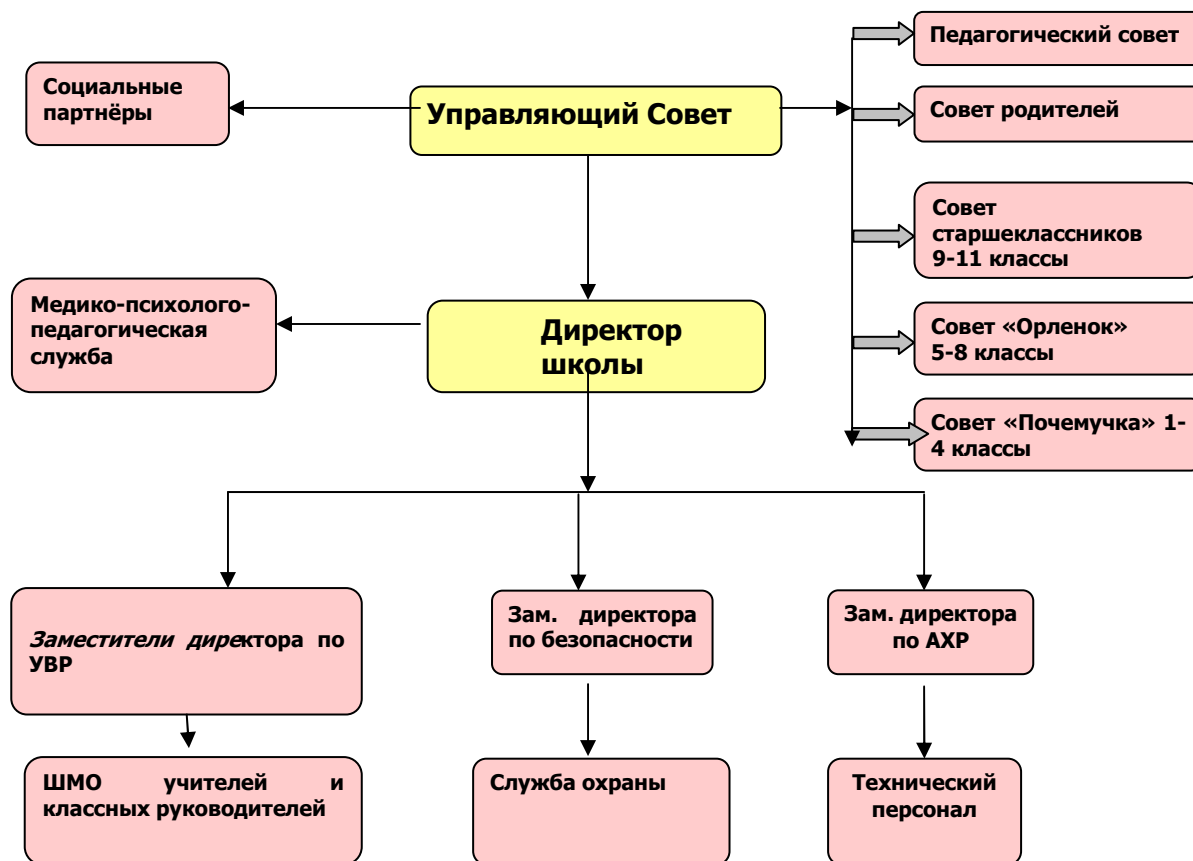 Педагогический совет
Социальные
партнёры
Управляющий Совет
Совет родителей
Совет
старшеклассников
9-11 классы
Медико-психолого-
педагогическая
служба
Директор
школы
Совет «Орленок»
5-8 классы
Совет «Почемучка» 1-
4 классы
Заместители директора по
УВР
Зам. директора
по безопасности
Зам. директора
по АХР
ШМО учителей и
классных руководителей
Служба охраны
Технический
персонал